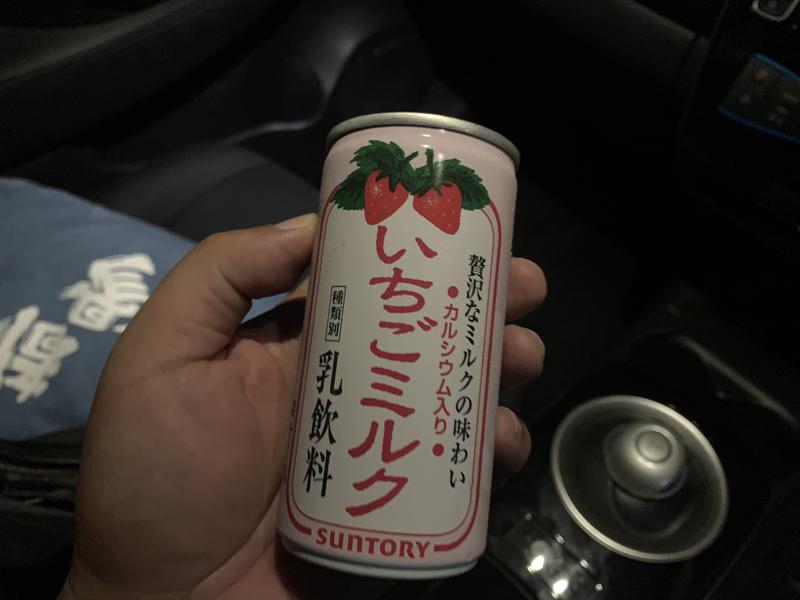 贅沢なミルクの味わい
●カルシウム入り●
いちごミルク
種類別
乳飲料
SUNTORY